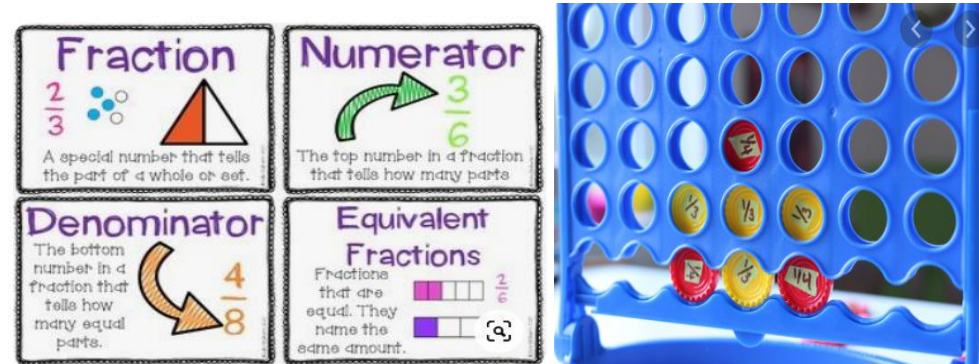 Fraction
2
3
A special number that tells
the part of a whole or set.
Numerator
3
6
The top number in a fraction
that tells how many parts
Denominator
The bottom
number in a
fraction that
tells how
many equal
parts.
4
8
Equivalent
Fractions
Fractions
that are
equal. They
name the
same amount.
2
6
1/4
1/3 1/3 1/3
1/3 1/4